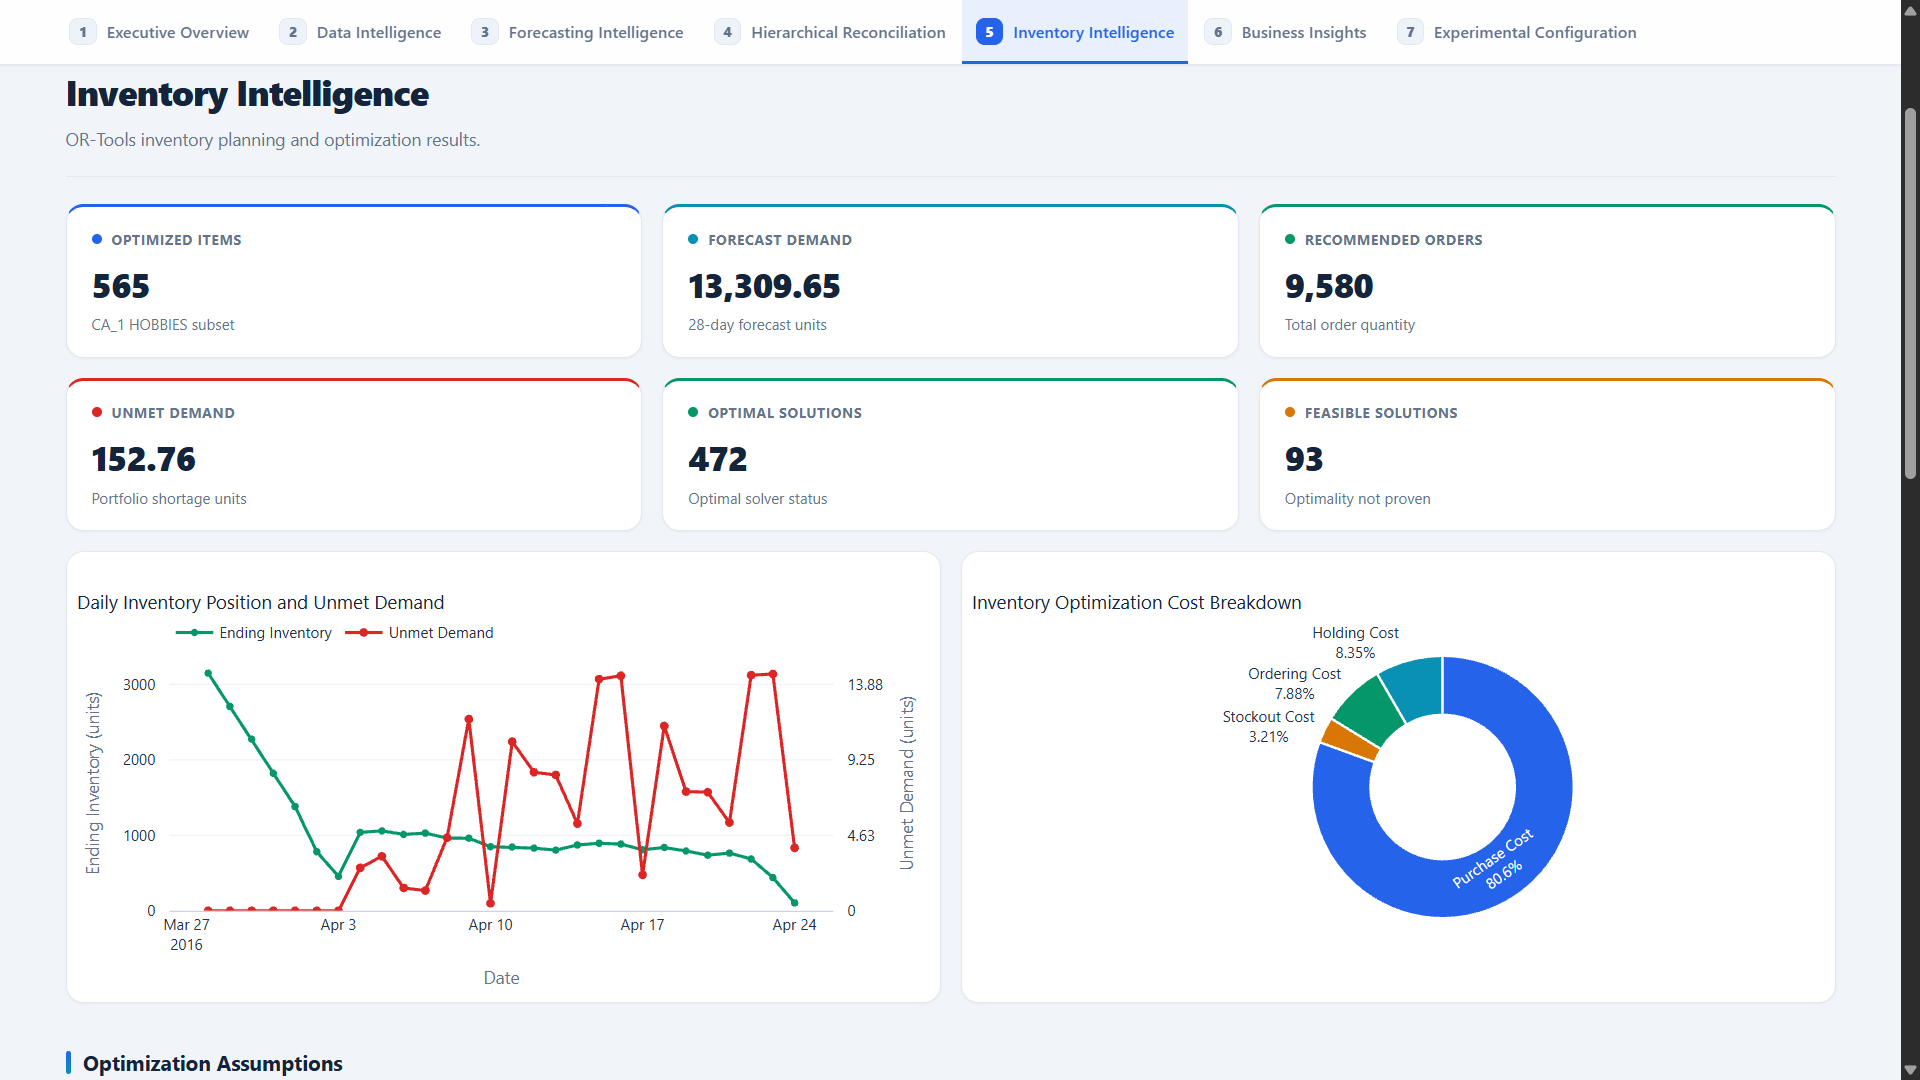 1 Executive Overview 2 Data Intelligence 3 Forecasting Intelligence 4 Hierarchical Reconciliation 5 Inventory Intelligence 6 Business Insights 7 Experimental Configuration
Inventory Intelligence
OR-Tools inventory planning and optimization results.
OPTIMIZED ITEMS
565
CA_1 HOBBIES subset
FORECAST DEMAND
13,309.65
28-day forecast units
RECOMMENDED ORDERS
9,580
Total order quantity
UNMET DEMAND
152.76
Portfolio shortage units
OPTIMAL SOLUTIONS
472
Optimal solver status
FEASIBLE SOLUTIONS
93
Optimality not proven
Daily Inventory Position and Unmet Demand
Ending Inventory Unmet Demand
Ending Inventory (units)
3000
2000
1000
0
13.88
9.25
4.63
0
Unmet Demand (units)
Mar 27 Apr 3 Apr 10 Apr 17 Apr 24
2016
Date
Inventory Optimization Cost Breakdown
Holding Cost
8.35%
Ordering Cost
7.88%
Stockout Cost
3.21%
Purchase Cost
80.6%
Optimization Assumptions